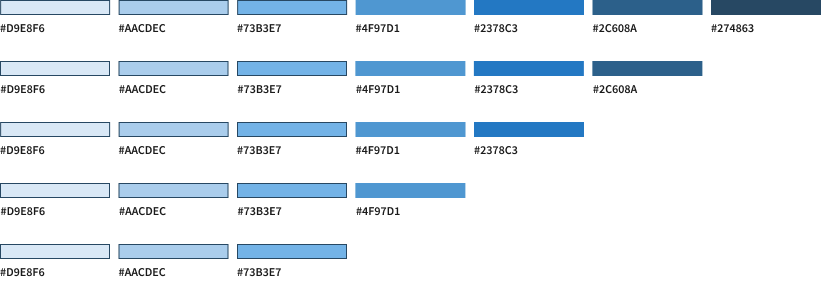 #D9E8F6 #AACDEC #73B3E7 #4F97D1 #2378C3 #2C608A #274863
#D9E8F6 #AACDEC #73B3E7 #4F97D1 #2378C3 #2C608A
#D9E8F6 #AACDEC #73B3E7 #4F97D1 #2378C3
#D9E8F6 #AACDEC #73B3E7 #4F97D1
#D9E8F6 #AACDEC #73B3E7